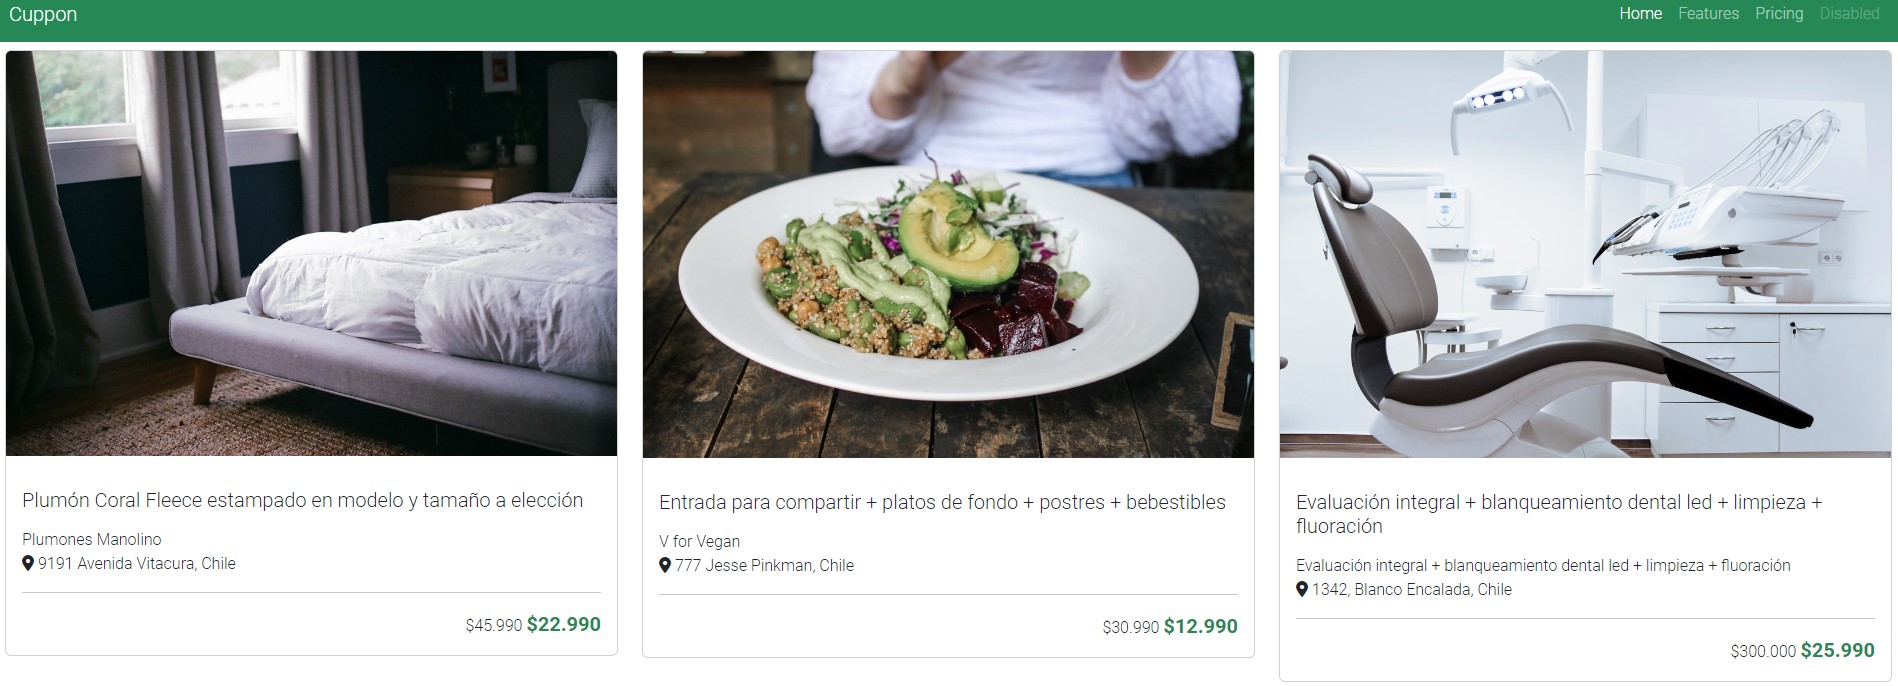 Cuppon
Home Features Pricing Disabled
Plumón Coral Fleece estampado en modelo y tamaño a elección
Plumones Manolino
9191 Avenida Vitacura, Chile
$45.990 $22.990
Entrada para compartir + platos de fondo + postres + bebestibles
V for Vegan
777 Jesse Pinkman, Chile
$30.990 $12.990
Evaluación integral + blanqueamiento dental led + limpieza +
fluoración
Evaluación integral + blanqueamiento dental led + limpieza + fluoración
1342, Blanco Encalada, Chile
$300.000 $25.990